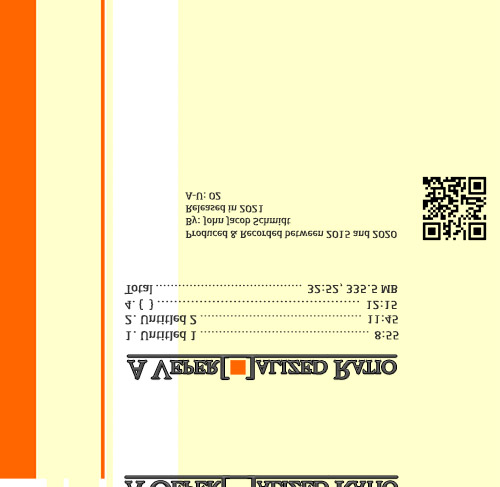 A VEPER[ ]ALIZED RATIO
1. Untitled 1 ........ 8:55
2. Untitled 2 ........ 11:45
4. ( ) ........ 12:15
Total ........ 32:52, 335.5 MB
Produced & Recorded between 2015 and 2020
By: John Jacob Schmidt
Released in 2021
A-U: 02